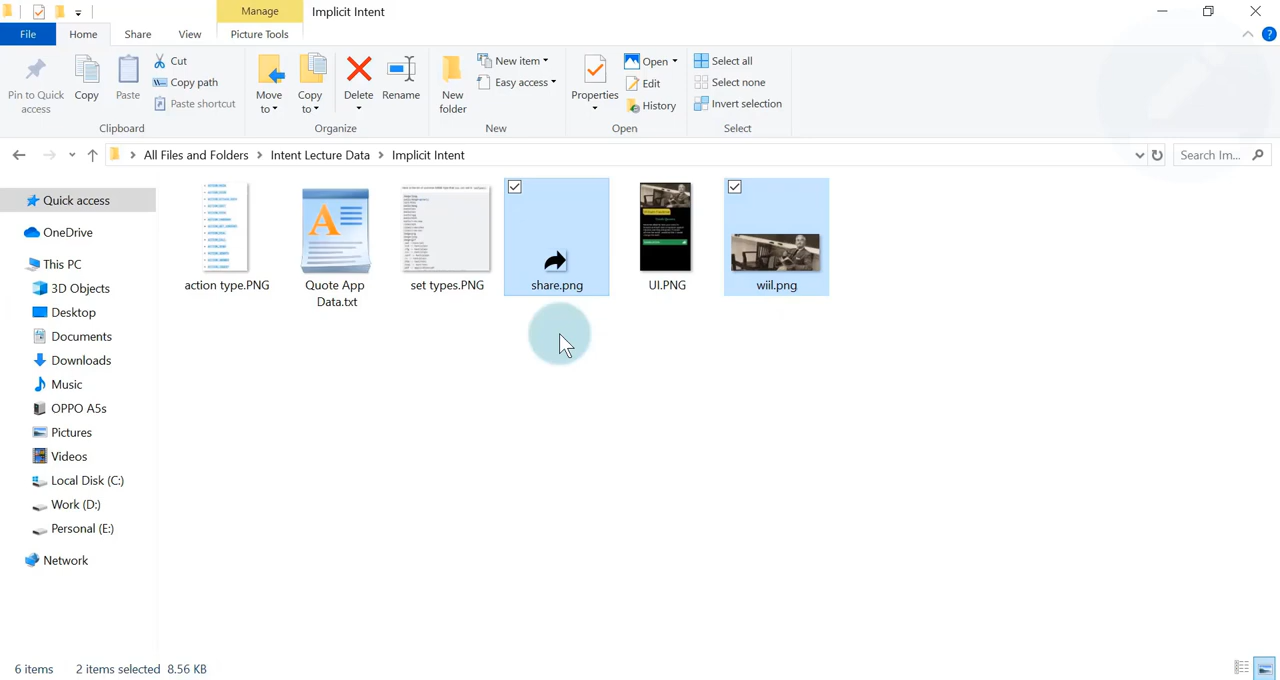 Manage
Implicit Intent
File
Home
Share
View
Picture Tools
Pin to Quick
access
Copy
Paste
Cut
Copy path
Paste shortcut
Clipboard
Move
to
Copy
to
Delete
Rename
Organize
New
folder
New item
Easy access
New
Properties
Open
Edit
History
Open
Select all
Select none
Invert selection
Select
All Files and Folders
Intent Lecture Data
Implicit Intent
Search Im...
Quick access
OneDrive
This PC
3D Objects
Desktop
Documents
Downloads
Music
OPPO A5s
Pictures
Videos
Local Disk (C:)
Work (D:)
Personal (E:)
Network
action type.PNG
Quote App
Data.txt
set types.PNG
share.png
UI.PNG
wiil.png
6 items
2 items selected
8.56 KB